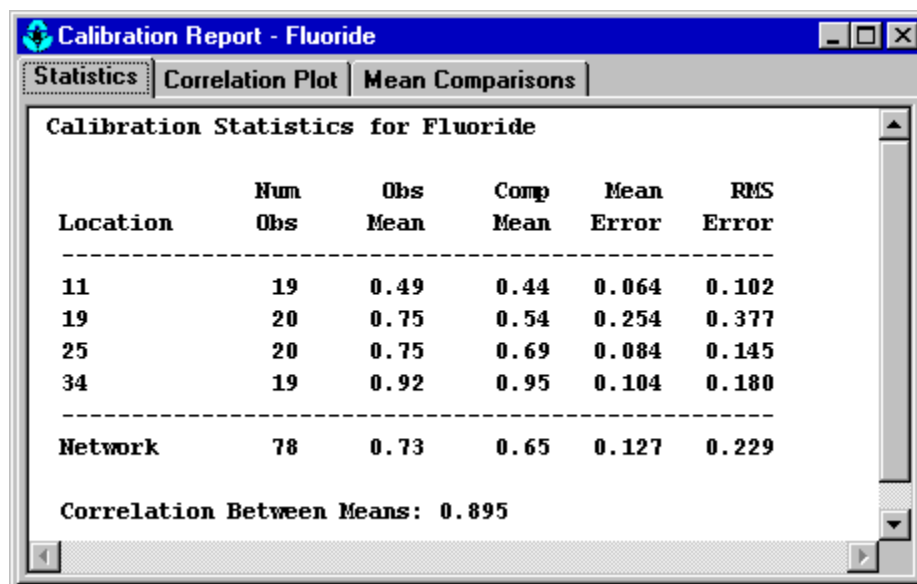 Calibration Report - Fluoride
Statistics Correlation Plot Mean Comparisons
Calibration Statistics for Fluoride
Num Obs Comp Mean RMS
Location Obs Mean Mean Error Error
---------------------------------------------------
11 19 0.49 0.44 0.064 0.102
19 20 0.75 0.54 0.254 0.377
25 20 0.75 0.69 0.084 0.145
34 19 0.92 0.95 0.104 0.180
---------------------------------------------------
Network 78 0.73 0.65 0.127 0.229
Correlation Between Means: 0.895